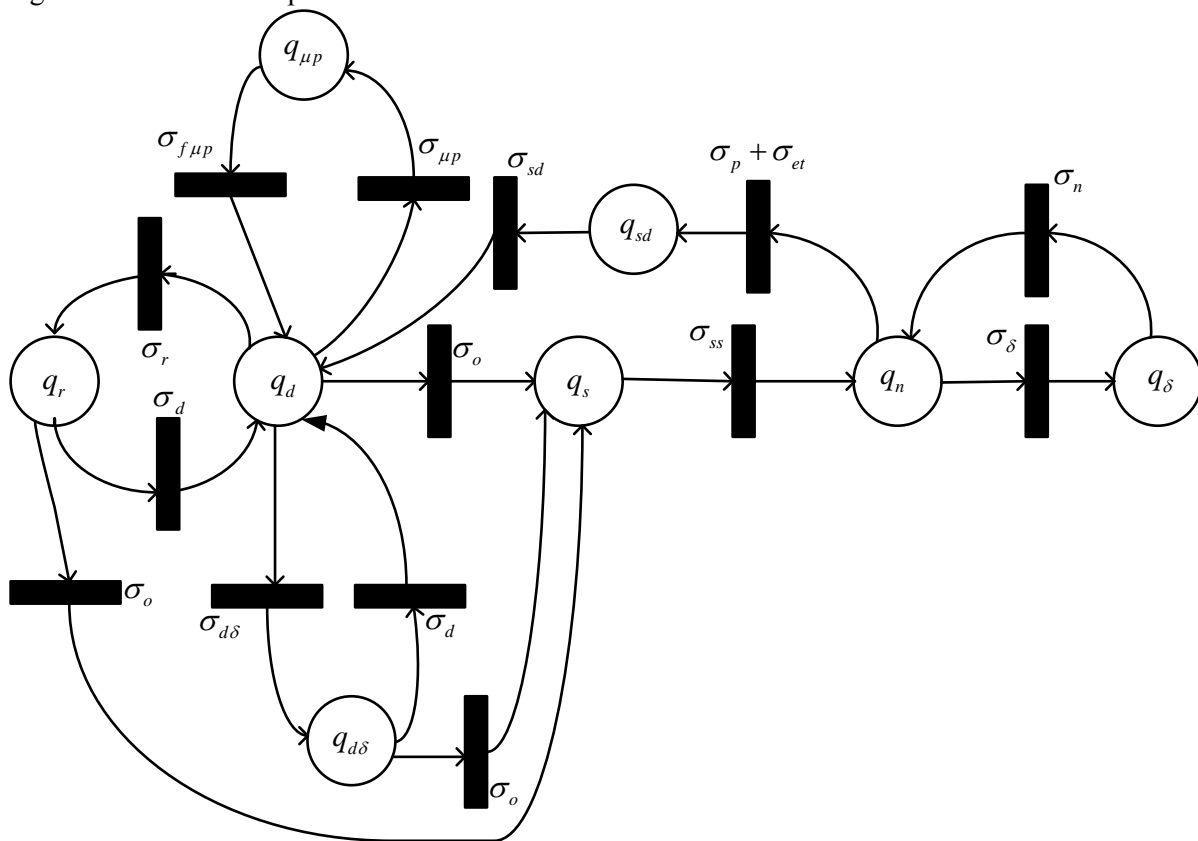 q_{μp}
σ_{fμp}
σ_{μp}
σ_{sd}
σ_p + σ_{et}
σ_n
q_{sd}
σ_r
q_r
q_d
σ_o
q_s
σ_{ss}
q_n
σ_δ
q_δ
σ_d
σ_o
σ_{dδ}
σ_d
q_{dδ}
σ_o